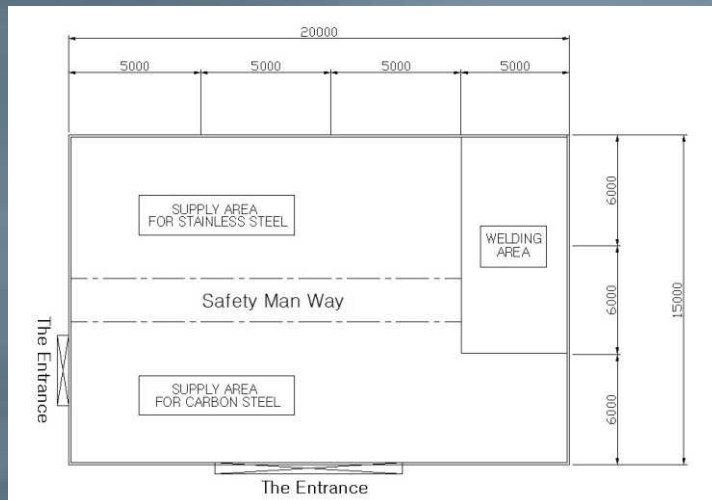 20000
5000
5000
5000
5000
SUPPLY AREA
FOR STAINLESS STEEL
WELDING
AREA
6000
6000
15000
Safety Man Way
The Entrance
SUPPLY AREA
FOR CARBON STEEL
6000
The Entrance